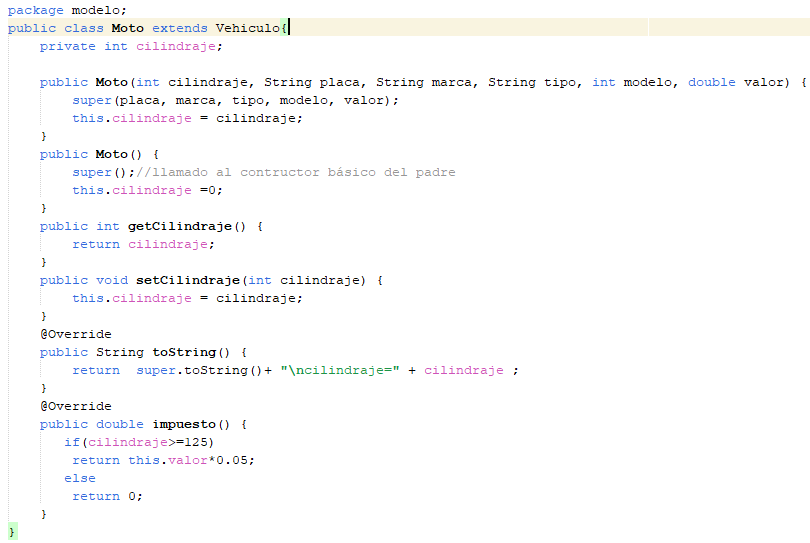 package modelo;
public class Moto extends Vehiculo{
    private int cilindraje;

    public Moto(int cilindraje, String placa, String marca, String tipo, int modelo, double valor) {
        super(placa, marca, tipo, modelo, valor);
        this.cilindraje = cilindraje;
    }
    public Moto() {
        super();//llamado al contructor básico del padre
        this.cilindraje =0;
    }
    public int getCilindraje() {
        return cilindraje;
    }
    public void setCilindraje(int cilindraje) {
        this.cilindraje = cilindraje;
    }
    @Override
    public String toString() {
        return  super.toString()+ "\ncilindraje=" + cilindraje ;
    }
    @Override
    public double impuesto() {
       if(cilindraje>=125)
        return this.valor*0.05;
       else
        return 0;
    }
}